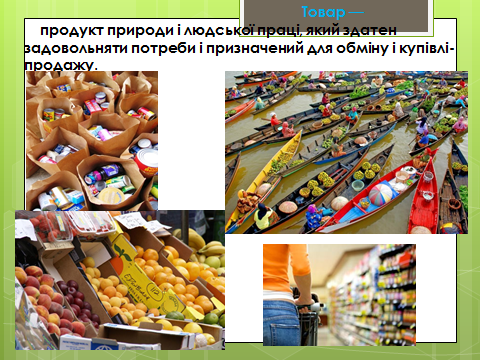 Товар —
продукт природи і людської праці, який здатен
задовольняти потреби і призначений для обміну і купівлі-
продажу.